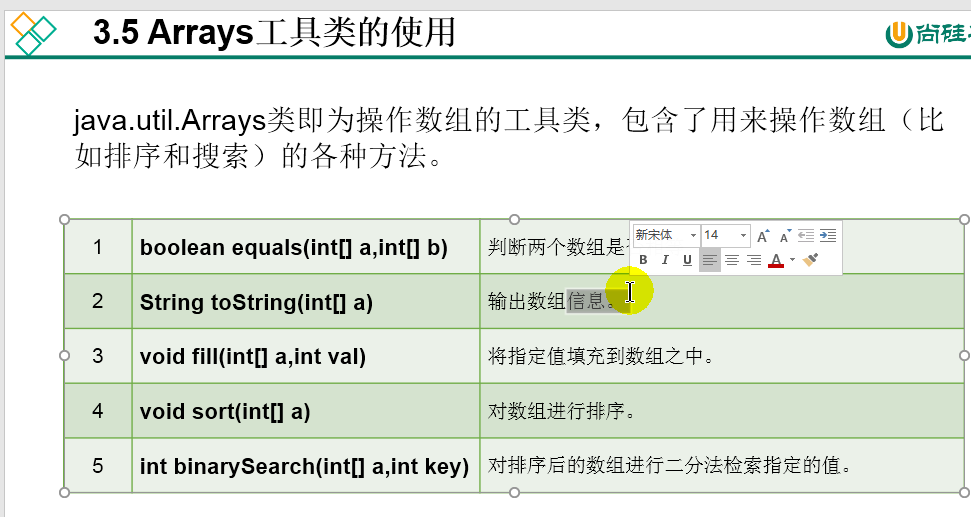 3.5 Arrays工具类的使用
尚硅
java.util.Arrays类即为操作数组的工具类，包含了用来操作数组（比
如排序和搜索）的各种方法。
1 boolean equals(int[] a,int[] b) 判断两个数组是
新宋体 14 A A
B I U A
2 String toString(int[] a) 输出数组信息。
3 void fill(int[] a,int val) 将指定值填充到数组之中。
4 void sort(int[] a) 对数组进行排序。
5 int binarySearch(int[] a,int key) 对排序后的数组进行二分法检索指定的值。